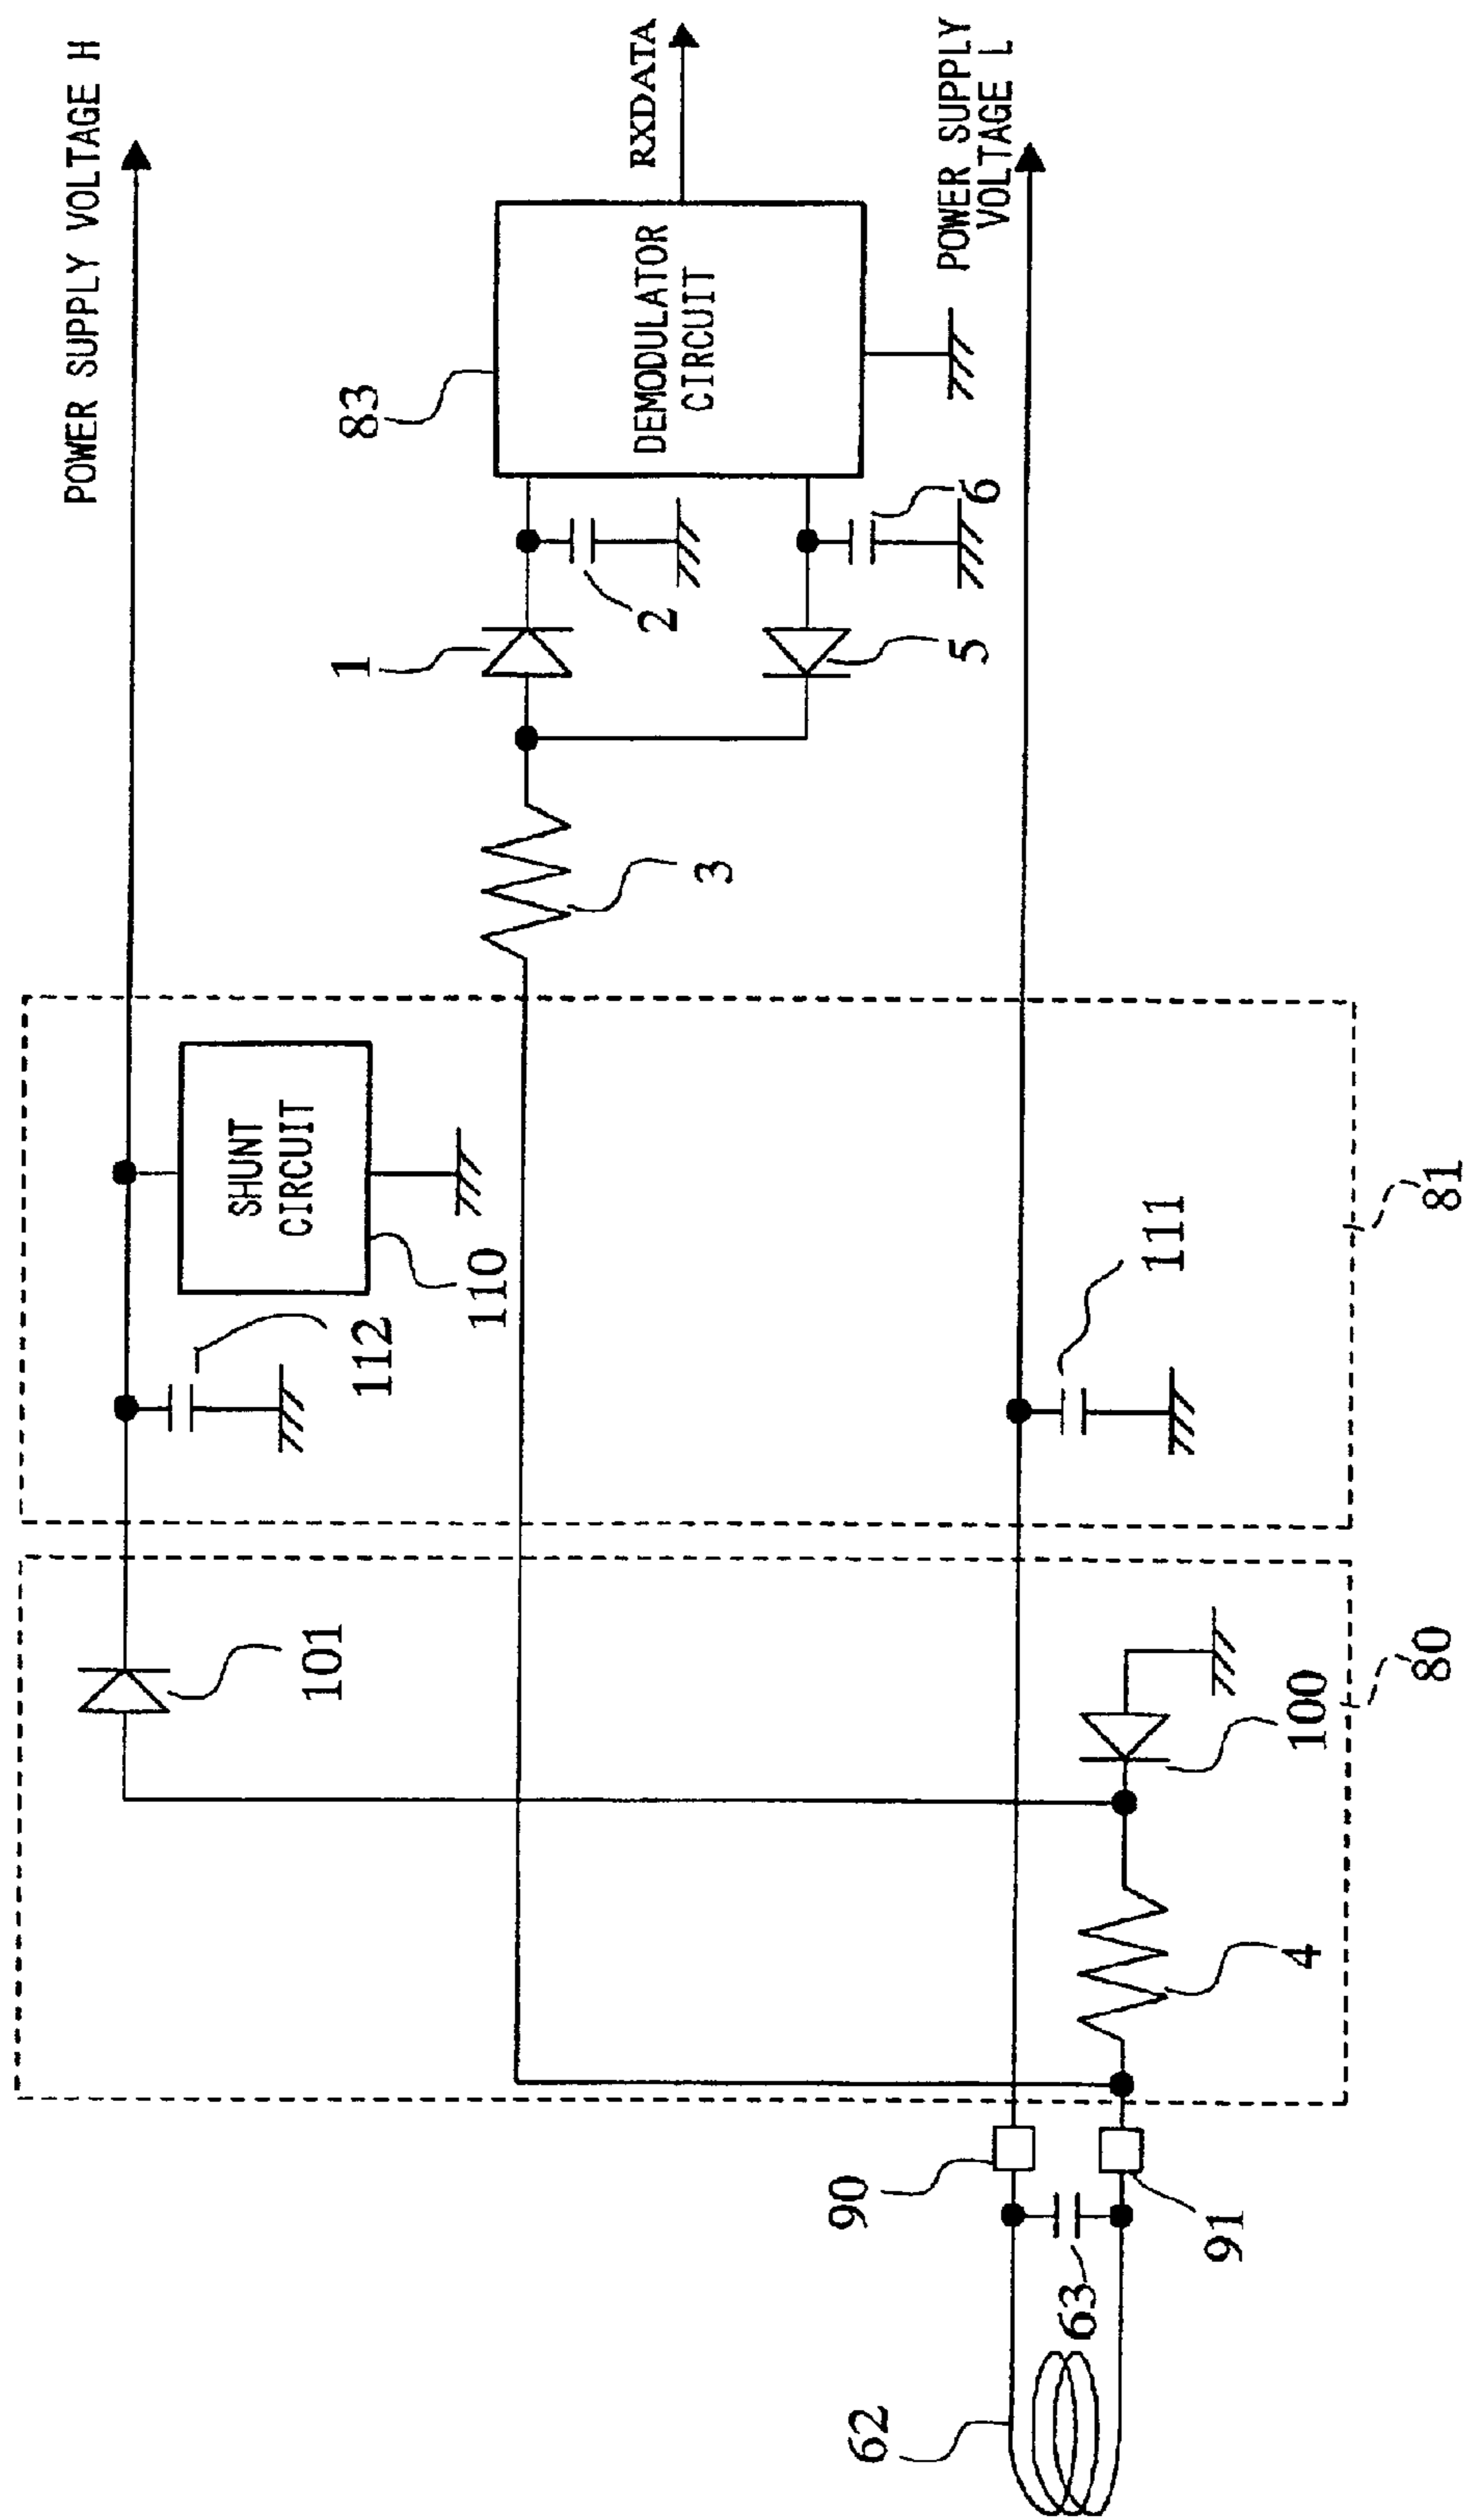 POWER SUPPLY VOLTAGE H
RXDATA
POWER SUPPLY
VOLTAGE L
83
DEMODULATOR
CIRCUIT
1
2
5
6
3
SHUNT
CIRCUIT
110
112
111
81
101
100
80
4
90
91
63
62